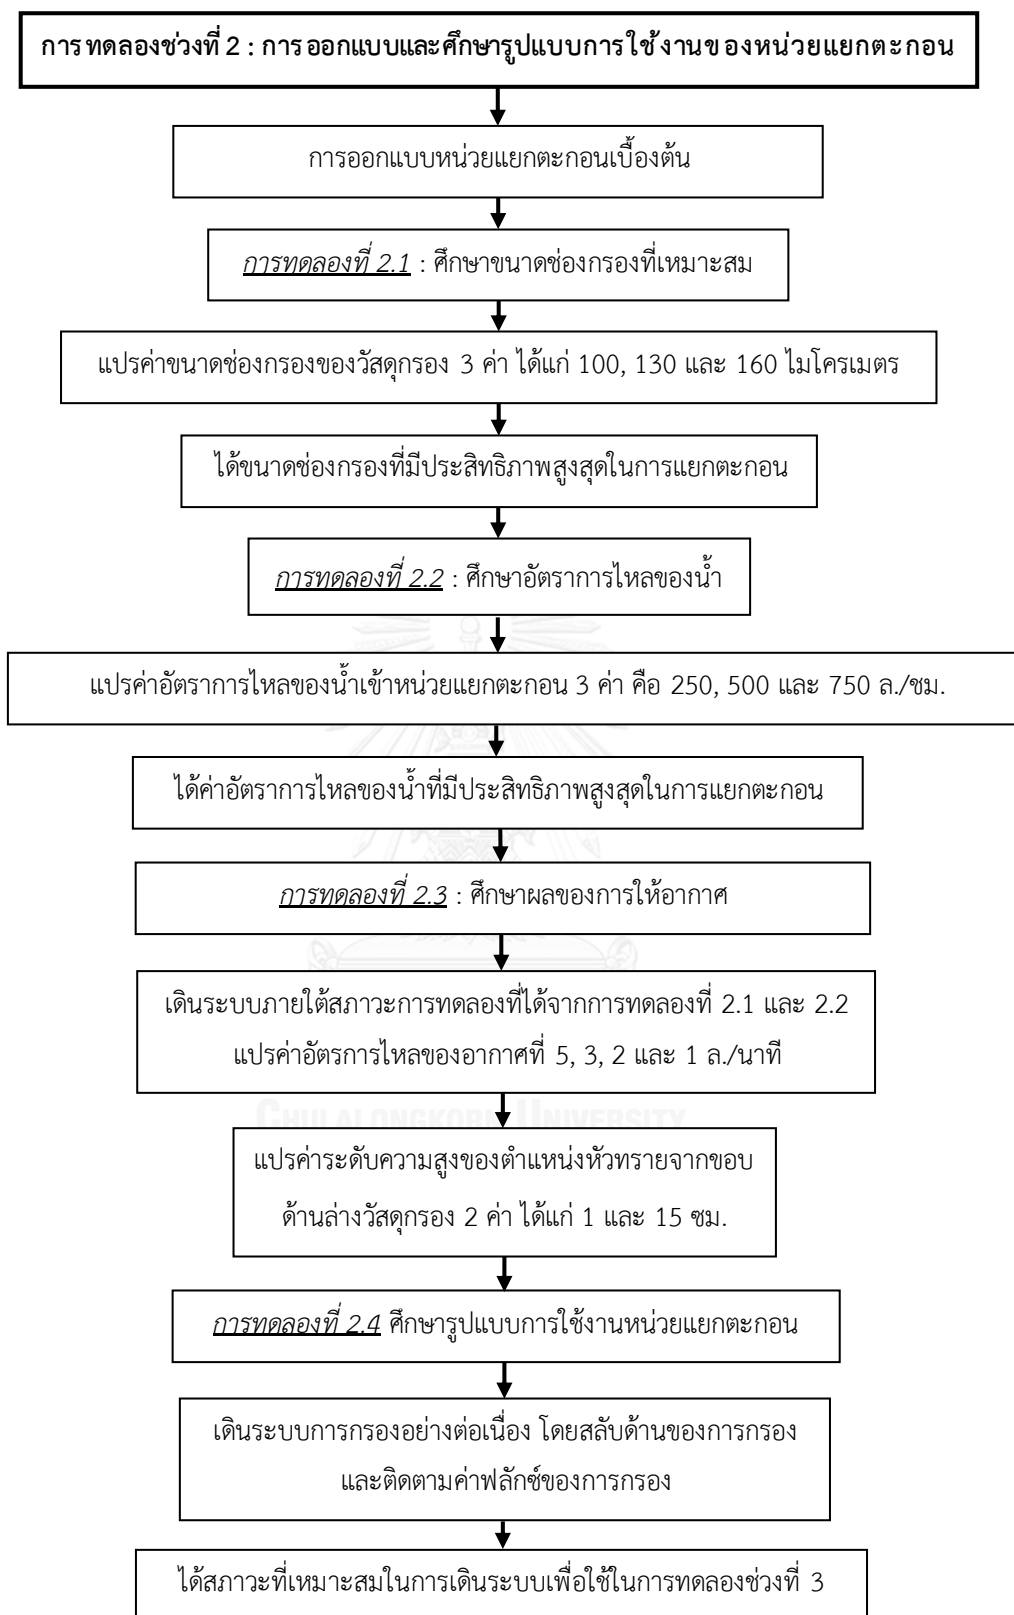 การทดลองช่วงที่ 2 : การออกแบบและศึกษารูปแบบการใช้งานของหน่วยแยกตะกอน
การออกแบบหน่วยแยกตะกอนเบื้องต้น
การทดลองที่ 2.1 : ศึกษาขนาดช่องกรองที่เหมาะสม
แปรค่าขนาดช่องกรองของวัสดุกรอง 3 ค่า ได้แก่ 100, 130 และ 160 ไมโครเมตร
ได้ขนาดช่องกรองที่มีประสิทธิภาพสูงสุดในการแยกตะกอน
การทดลองที่ 2.2 : ศึกษาอัตราการไหลของน้ำ
แปรค่าอัตราการไหลของน้ำเข้าหน่วยแยกตะกอน 3 ค่า คือ 250, 500 และ 750 ล./ชม.
ได้ค่าอัตราการไหลของน้ำที่มีประสิทธิภาพสูงสุดในการแยกตะกอน
การทดลองที่ 2.3 : ศึกษาผลของการให้อากาศ
เดินระบบภายใต้สภาวะการทดลองที่ได้จากการทดลองที่ 2.1 และ 2.2
แปรค่าอัตรการไหลของอากาศที่ 5, 3, 2 และ 1 ล./นาที
CHULALONGKORN UNIVERSITY
แปรค่าระดับความสูงของตำแหน่งหัวทรายจากขอบ
ด้านล่างวัสดุกรอง 2 ค่า ได้แก่ 1 และ 15 ซม.
การทดลองที่ 2.4 ศึกษารูปแบบการใช้งานหน่วยแยกตะกอน
เดินระบบการกรองอย่างต่อเนื่อง โดยสลับด้านของการกรอง
และติดตามค่าฟลักซ์ของการกรอง
ได้สภาวะที่เหมาะสมในการเดินระบบเพื่อใช้ในการทดลองช่วงที่ 3